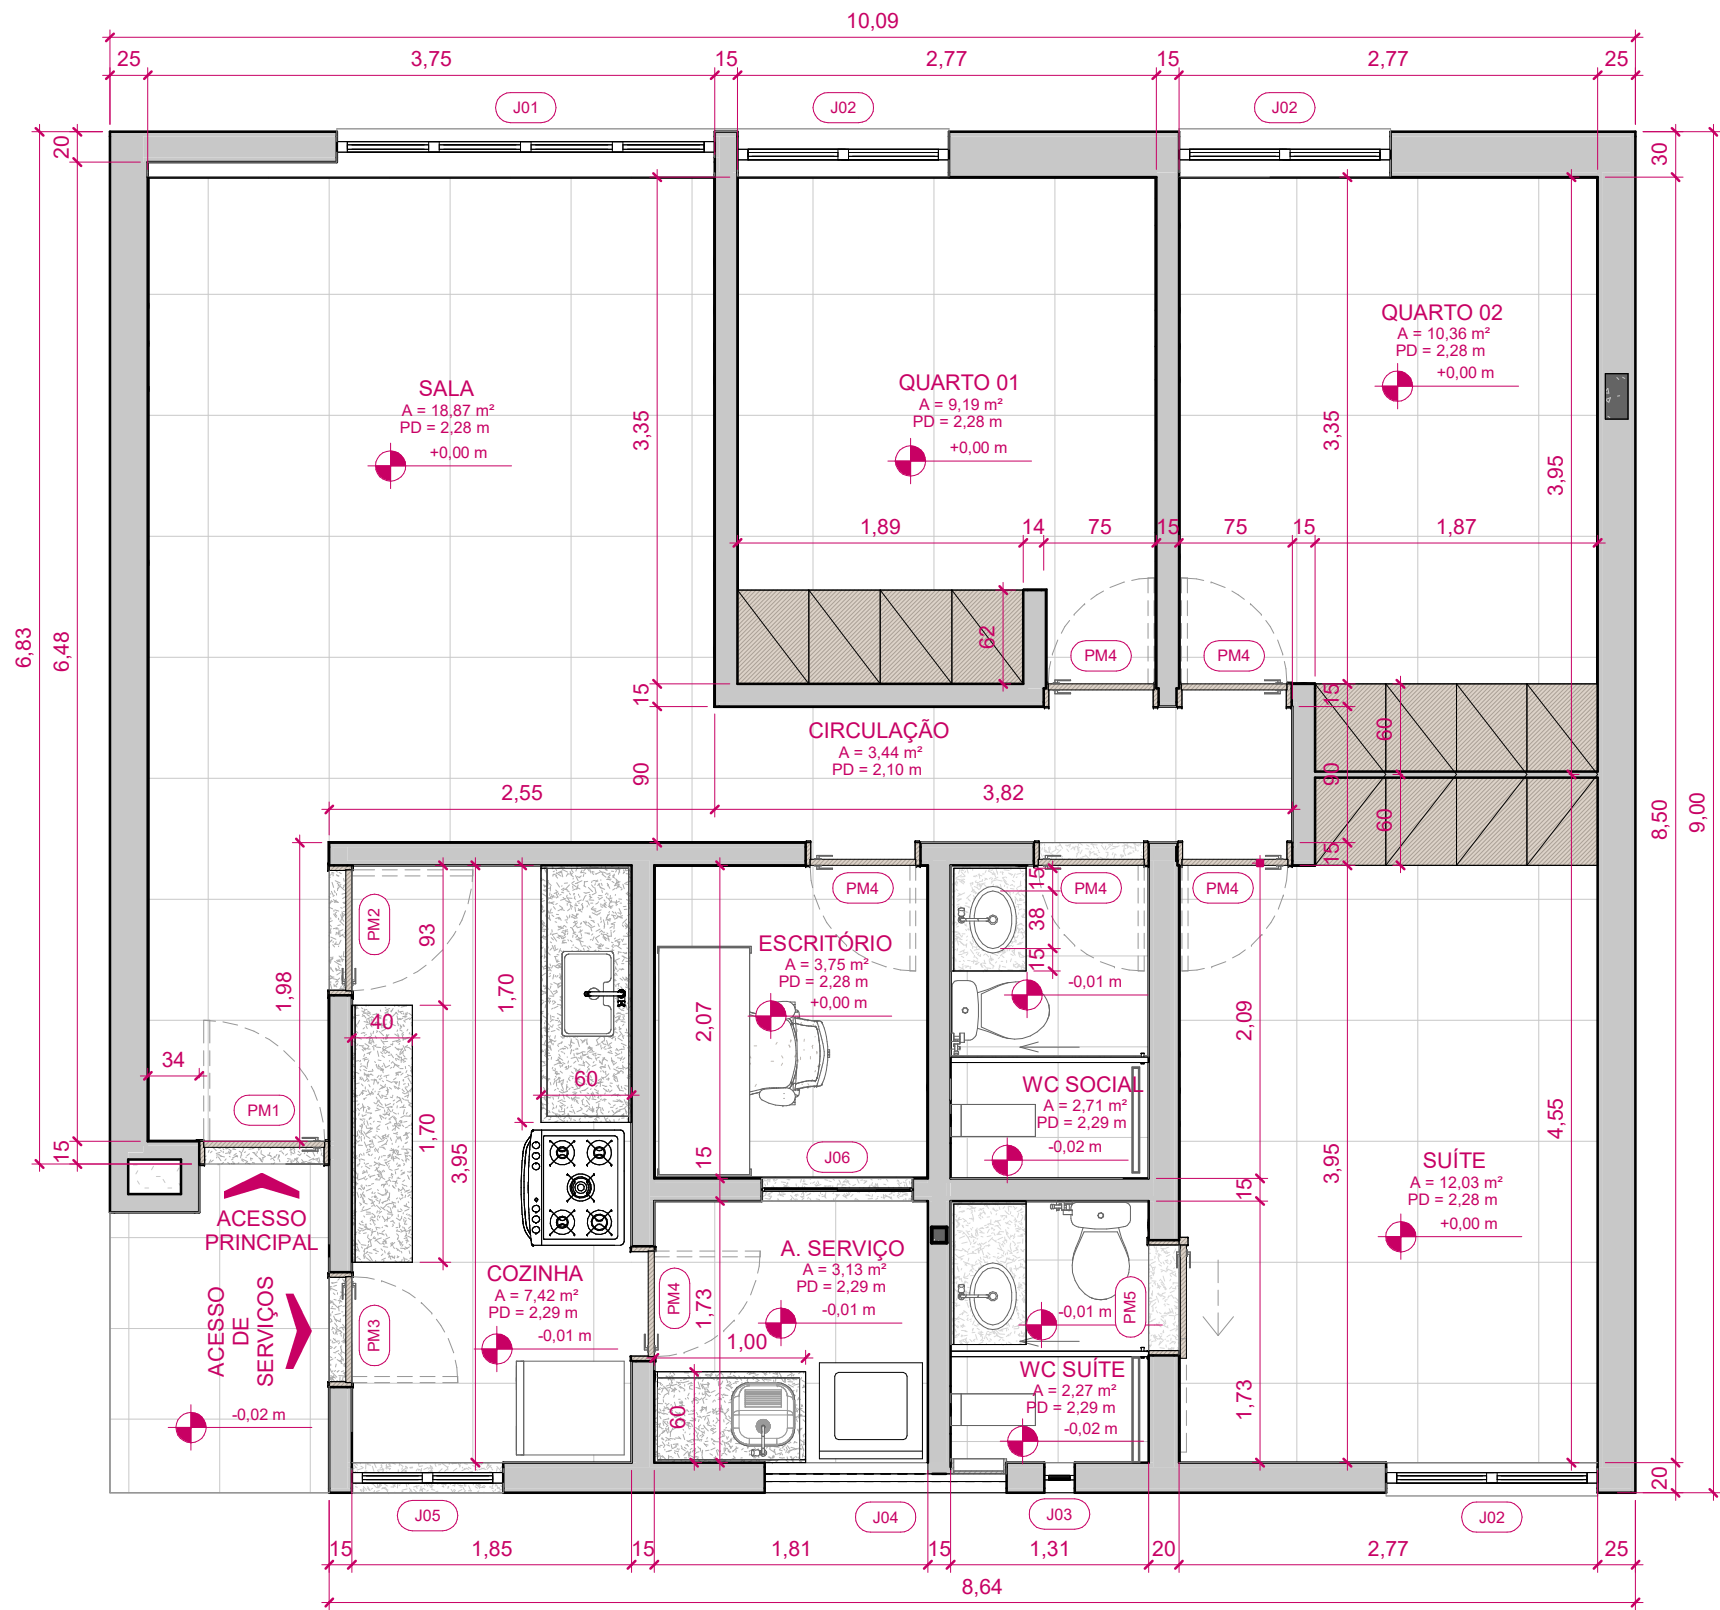 10,09
25
3,75
15
2,77
15
2,77
25
J01
J02
J02
20
30
6,83
6,48
SALA
A = 18,87 m²
PD = 2,28 m
+0,00 m
3,35
QUARTO 01
A = 9,19 m²
PD = 2,28 m
+0,00 m
QUARTO 02
A = 10,36 m²
PD = 2,28 m
+0,00 m
3,35
3,95
1,89
14
75
15
75
15
1,87
62
PM4
PM4
15
15
60
90
60
15
8,50
9,00
CIRCULAÇÃO
A = 3,44 m²
PD = 2,10 m
90
2,55
3,82
1,98
PM2
93
1,70
40
34
PM1
1,70
3,95
60
15
PM4
ESCRITÓRIO
A = 3,75 m²
PD = 2,28 m
+0,00 m
2,07
15
J06
15
38
15
PM4
PM4
-0,01 m
WC SOCIAL
A = 2,71 m²
PD = 2,29 m
-0,02 m
2,09
15
3,95
4,55
SUÍTE
A = 12,03 m²
PD = 2,28 m
+0,00 m
ACESSO
PRINCIPAL
ACESSO
DE
SERVIÇOS
-0,02 m
PM3
COZINHA
A = 7,42 m²
PD = 2,29 m
-0,01 m
PM4
A. SERVIÇO
A = 3,13 m²
PD = 2,29 m
-0,01 m
1,73
1,00
60
-0,01 m
PM5
WC SUÍTE
A = 2,27 m²
PD = 2,29 m
-0,02 m
1,73
20
J05
J04
J03
J02
15
1,85
15
1,81
15
1,31
20
2,77
25
8,64